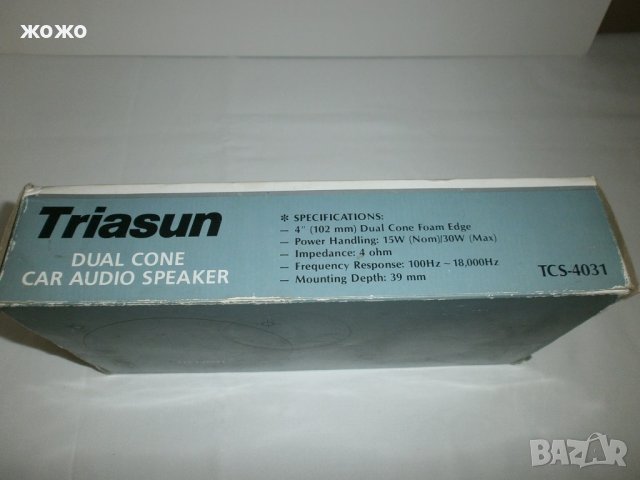 жожо
Triasun
DUAL CONE
CAR AUDIO SPEAKER
✻ SPECIFICATIONS:
— 4" (102 mm) Dual Cone Foam Edge
— Power Handling: 15W (Nom)/30W (Max)
— Impedance: 4 ohm
— Frequency Response: 100Hz ~ 18,000Hz
— Mounting Depth: 39 mm
TCS-4031
BAZAR